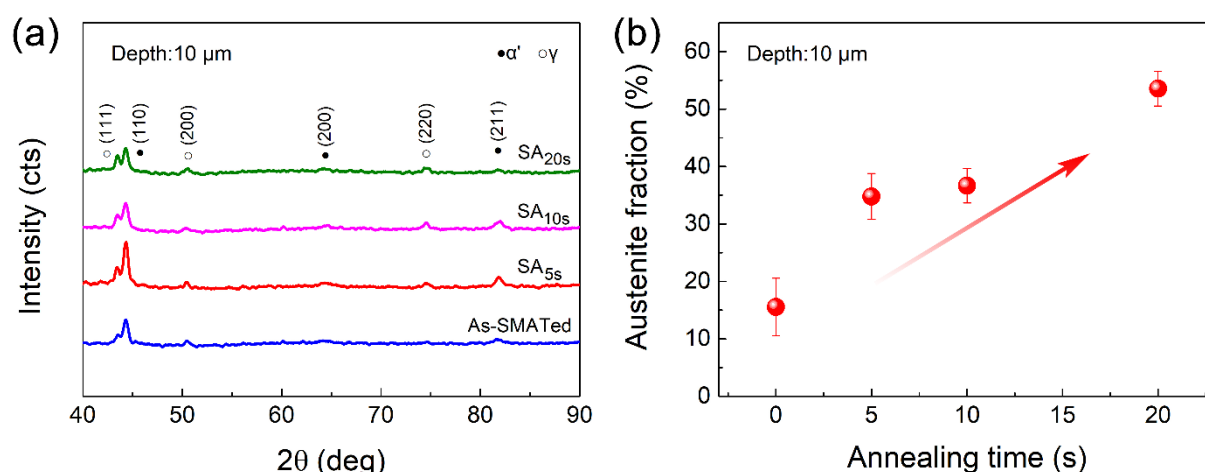 (a)
Depth:10 µm
●α' ○γ
(111)
(110)
(200)
(200)
(220)
(211)
SA20s
SA10s
SA5s
As-SMATed
Intensity (cts)
40 50 60 70 80 90
2θ (deg)
(b)
Depth:10 µm
60
50
40
30
20
10
0
Austenite fraction (%)
0 5 10 15 20
Annealing time (s)